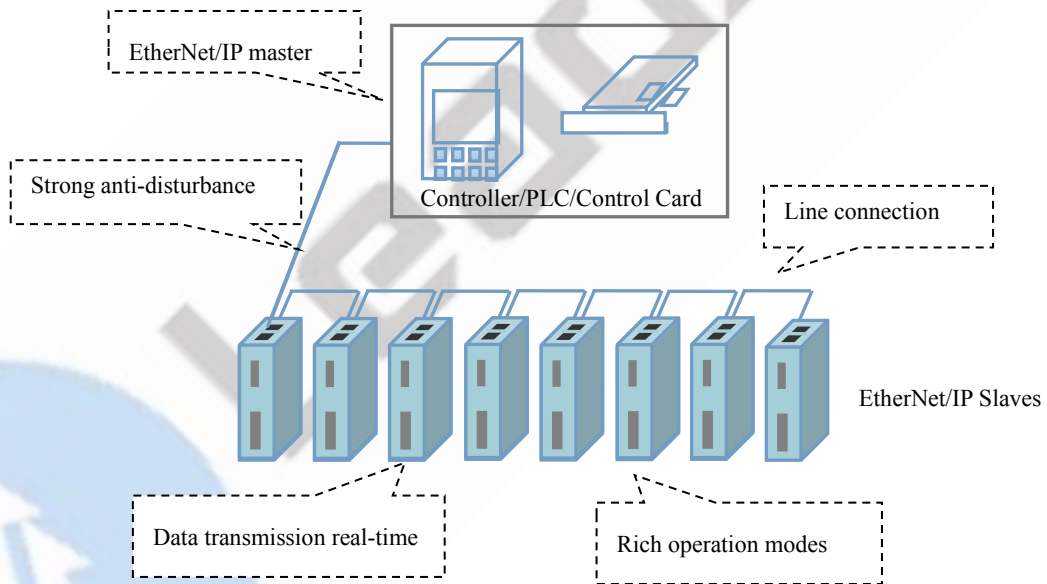 EtherNet/IP master
Controller/PLC/Control Card
Strong anti-disturbance
Line connection
EtherNet/IP Slaves
Data transmission real-time
Rich operation modes